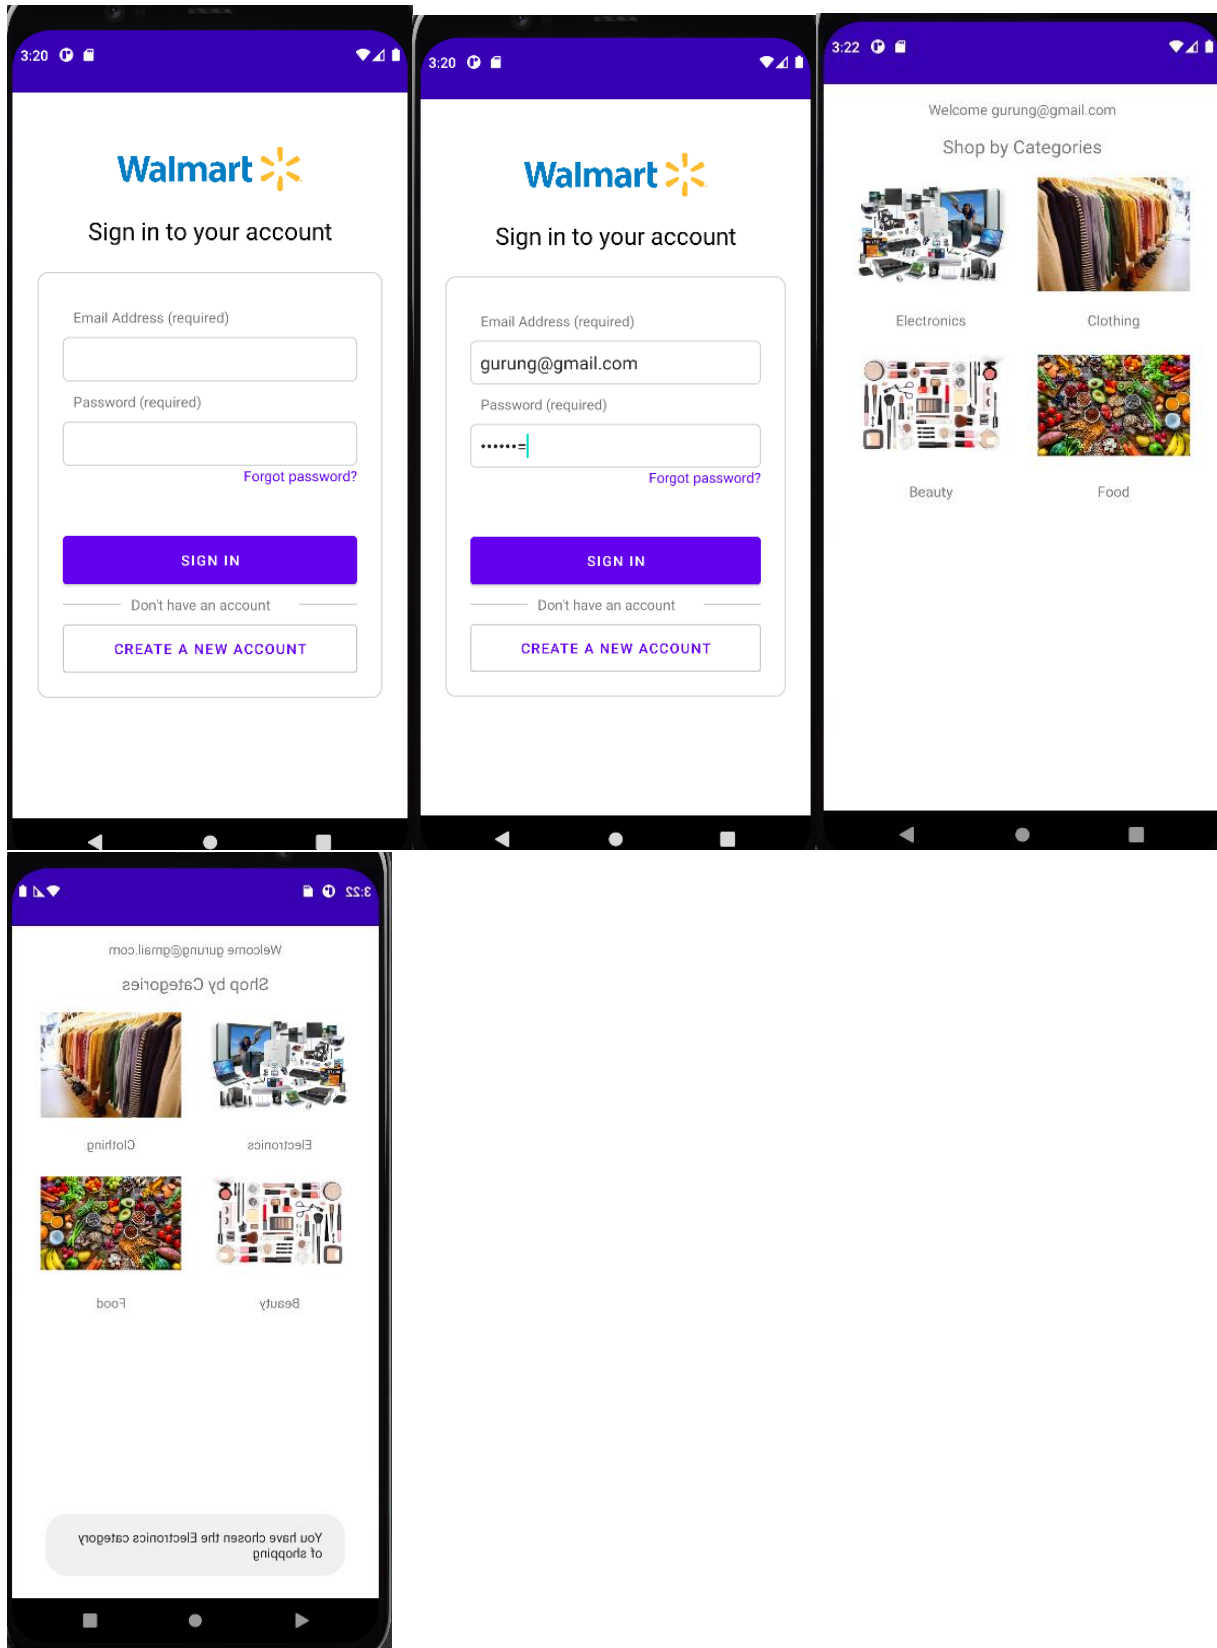 3:20
Walmart
Sign in to your account
Email Address (required)
Password (required)
Forgot password?
SIGN IN
Don't have an account
CREATE A NEW ACCOUNT
3:20
Walmart
Sign in to your account
Email Address (required)
gurung@gmail.com
Password (required)
••••••=
Forgot password?
SIGN IN
Don't have an account
CREATE A NEW ACCOUNT
3:22
Welcome gurung@gmail.com
Shop by Categories
Electronics Clothing
Beauty Food
3:22
Welcome gurung@gmail.com
Shop by Categories
Electronics Clothing
Beauty Food
You have chosen the Electronics category
of shopping